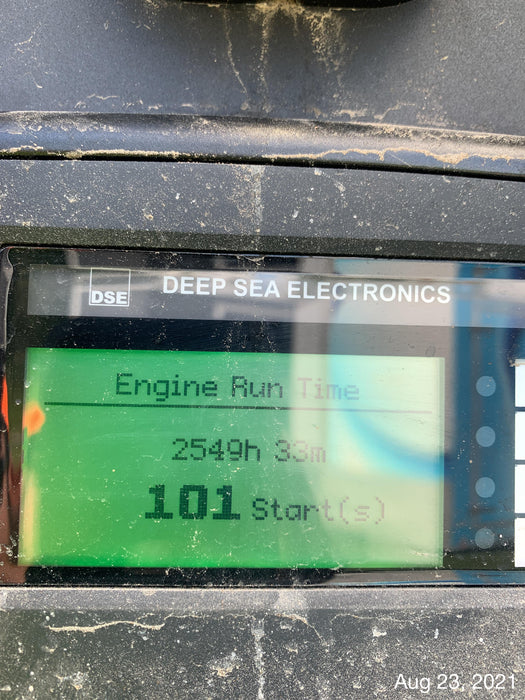 DSE DEEP SEA ELECTRONICS
Engine Run Time
2549h 33m
101 Start(s)
Aug 23, 2021